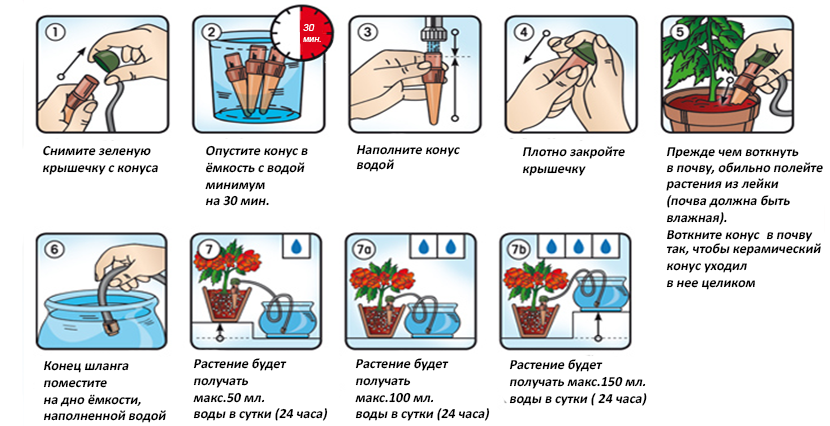 1
Снимите зеленую
крышечку с конуса
2
30
мин.
Опустите конус в
ёмкость с водой
минимум
на 30 мин.
3
Наполните конус
водой
4
Плотно закройте
крышечку
5
Прежде чем воткнуть
в почву, обильно полейте
растения из лейки
(почва должна быть
влажная).
Воткните конус в почву
так, чтобы керамический
конус уходил
в нее целиком
6
Конец шланга
поместите
на дно ёмкости,
наполненной водой
7
Растение будет
получать
макс.50 мл.
воды в сутки (24 часа)
7a
Растение будет
получать
макс.100 мл.
воды в сутки (24 часа)
7b
Растение будет
получать макс.150 мл.
воды в сутки ( 24 часа)